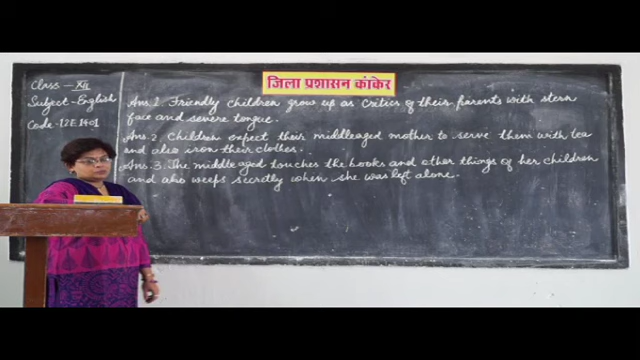 जिला प्रशासन कांकेर
Class - XII
Subject - English
Code - 12E1401
Ans. 1. Friendly children grow up as critics of their parents with stern
face and severe tongue.
Ans. 2. Children expect their middleaged mother to serve them with tea
and also iron their clothes.
Ans. 3. The middle aged touches the books and other things of her children
and also weeps secretly when she was left alone.